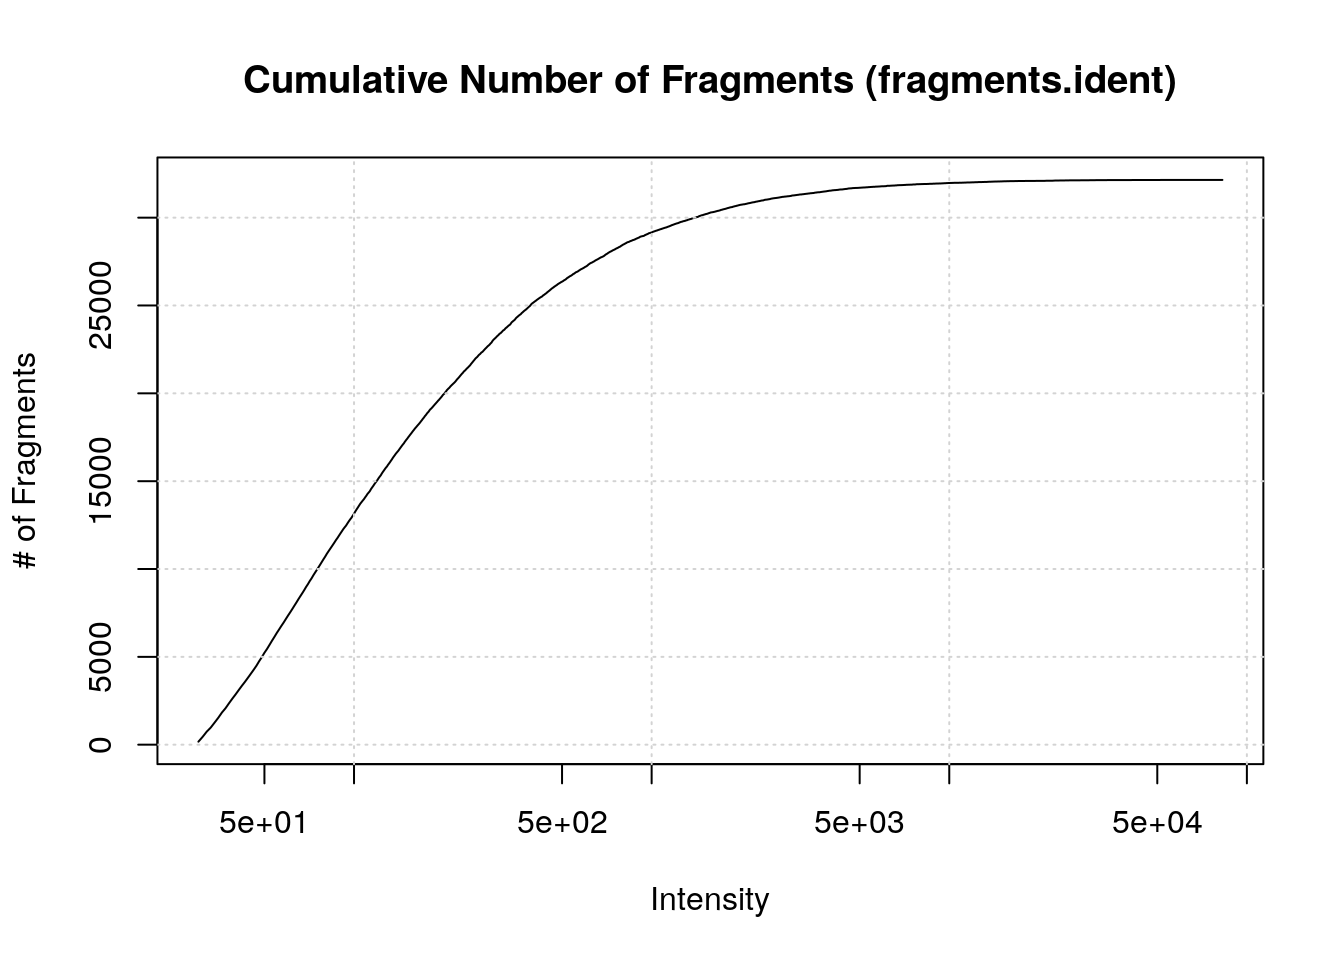 Cumulative Number of Fragments (fragments.ident)
# of Fragments
25000
15000
5000
0
5e+01 5e+02 5e+03 5e+04
Intensity